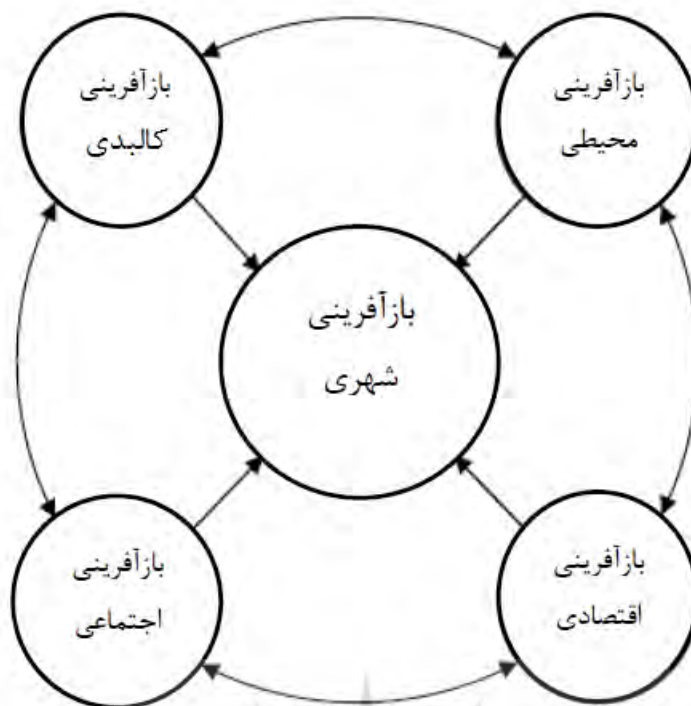 بازآفرینی
محیطی
بازآفرینی
کالبدی
بازآفرینی
شهری
بازآفرینی
اقتصادی
بازآفرینی
اجتماعی